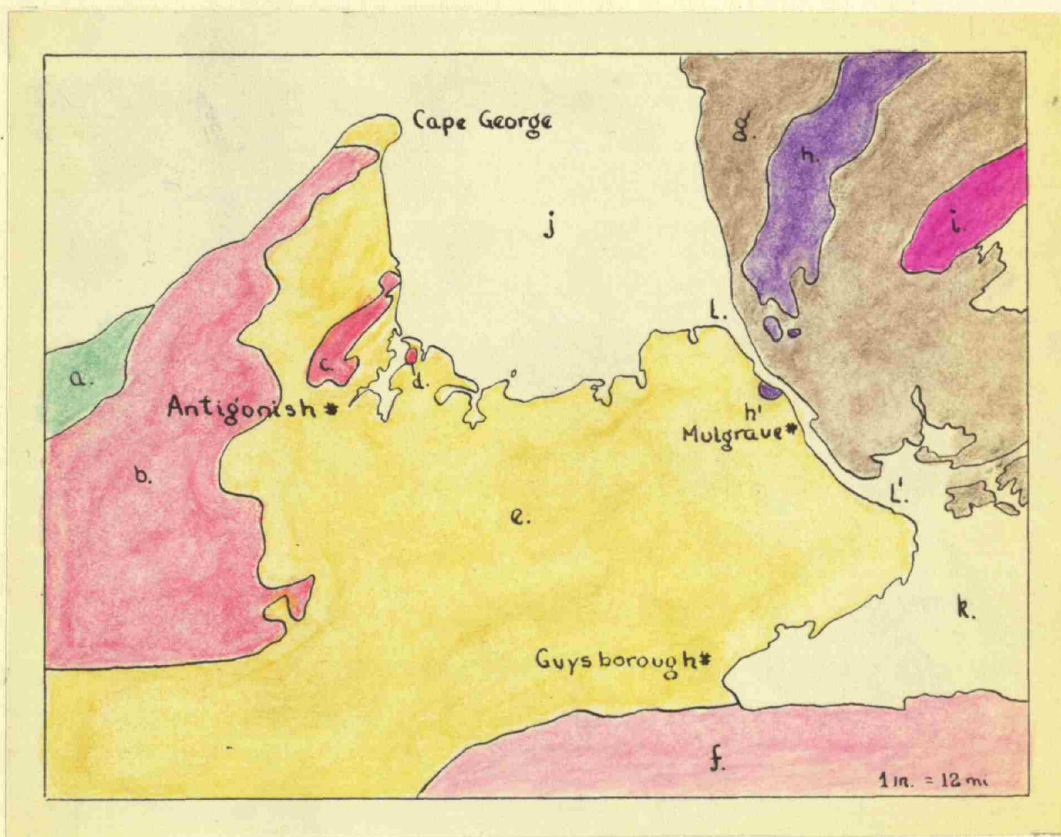 Cape George
g.
h.
j
i.
L.
a.
c.
d.
Antigonish #
h'
Mulgrave #
b.
L'.
e.
k.
Guysborough #
f.
1 in. = 12 mi